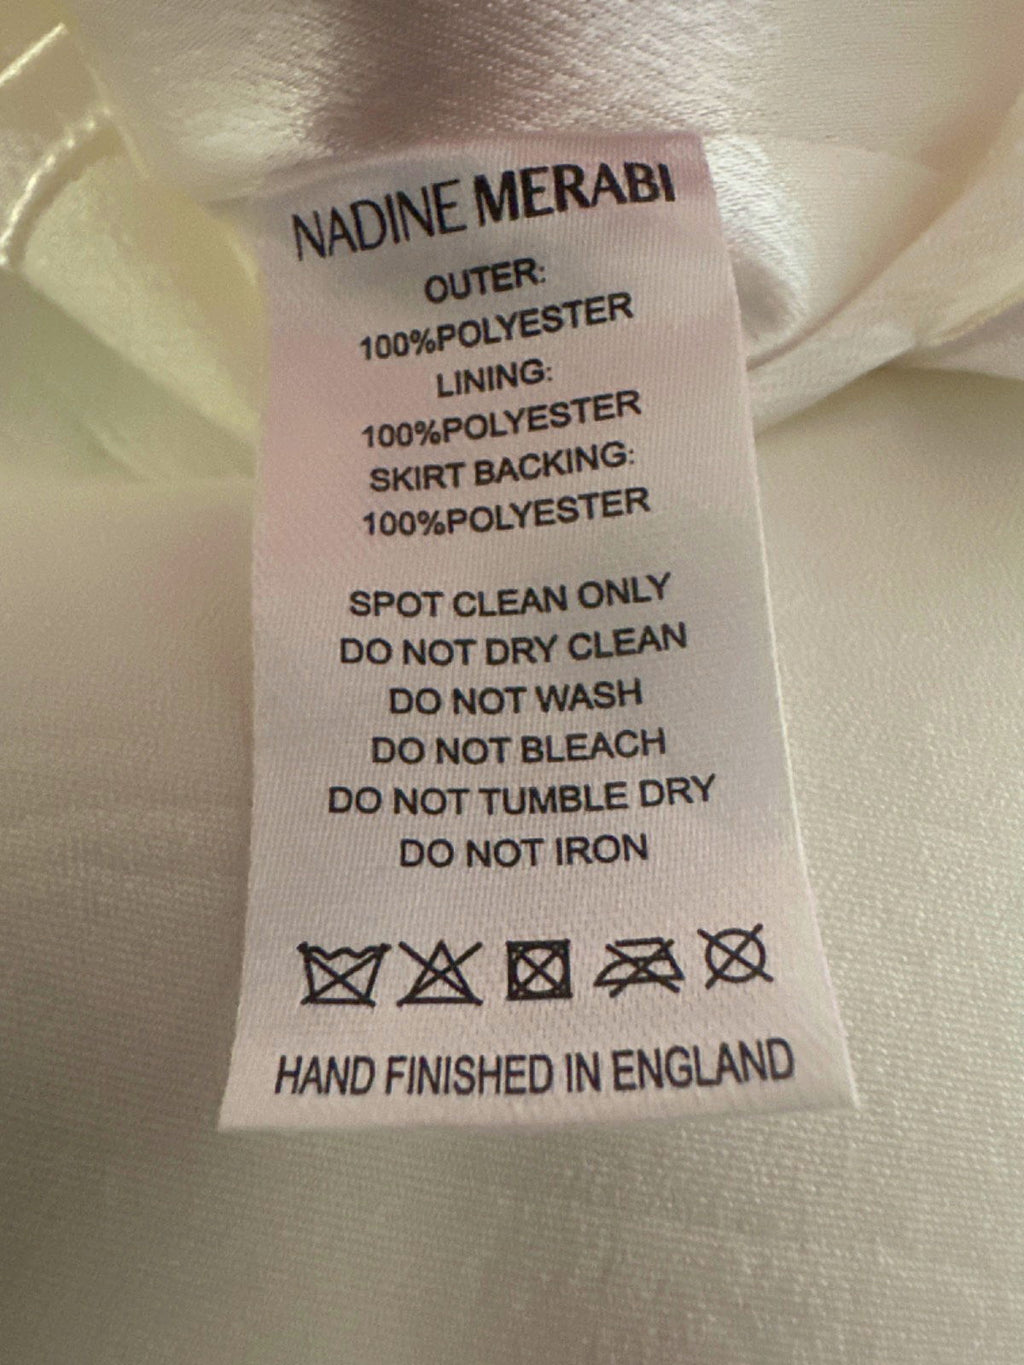 NADINE MERABI
OUTER:
100%POLYESTER
LINING:
100%POLYESTER
SKIRT BACKING:
100%POLYESTER
SPOT CLEAN ONLY
DO NOT DRY CLEAN
DO NOT WASH
DO NOT BLEACH
DO NOT TUMBLE DRY
DO NOT IRON
HAND FINISHED IN ENGLAND